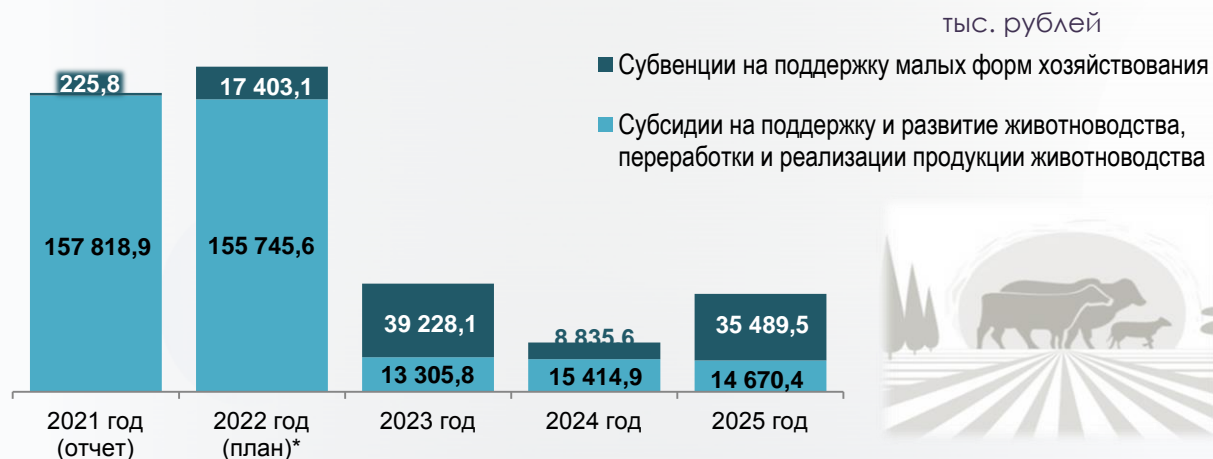 тыс. рублей
Субвенции на поддержку малых форм хозяйствования
Субсидии на поддержку и развитие животноводства,
переработки и реализации продукции животноводства
225,8
17 403,1
157 818,9
155 745,6
39 228,1
8 835,6
35 489,5
13 305,8
15 414,9
14 670,4
2021 год
(отчет)
2022 год
(план)*
2023 год
2024 год
2025 год